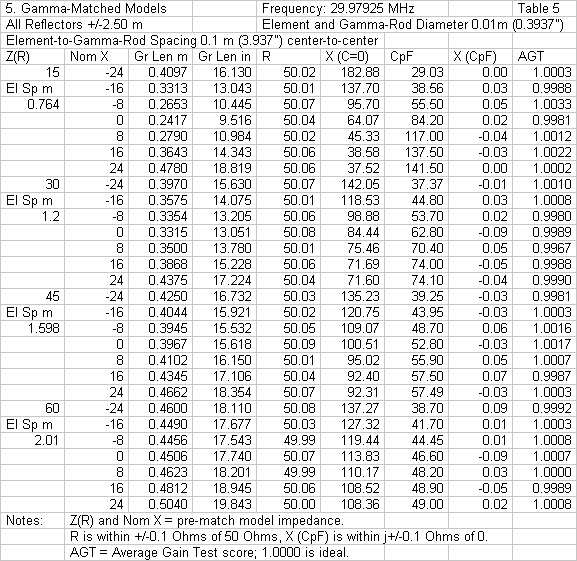 5. Gamma-Matched Models Frequency: 29.97925 MHz Table 5
All Reflectors +/-2.50 m Element and Gamma-Rod Diameter 0.01m (0.3937")
Element-to-Gamma-Rod Spacing 0.1 m (3.937") center-to-center
Z(R) Nom X Gr Len m Gr Len in R X (C=0) CpF X (CpF) AGT
15 -24 0.4097 16.130 50.02 182.88 29.03 0.00 1.0003
El Sp m -16 0.3313 13.043 50.01 137.70 38.56 0.03 0.9988
0.764 -8 0.2653 10.445 50.07 95.70 55.50 0.05 1.0033
0 0.2417 9.516 50.04 64.07 84.20 0.02 0.9981
8 0.2790 10.984 50.02 45.33 117.00 -0.04 1.0012
16 0.3643 14.343 50.06 38.58 137.50 -0.03 1.0022
24 0.4780 18.819 50.06 37.52 141.50 0.00 1.0002
30 -24 0.3970 15.630 50.07 142.05 37.37 -0.01 1.0010
El Sp m -16 0.3575 14.075 50.01 118.53 44.80 0.03 1.0008
1.2 -8 0.3354 13.205 50.06 98.88 53.70 0.02 0.9980
0 0.3315 13.051 50.08 84.44 62.80 -0.09 0.9989
8 0.3500 13.780 50.01 75.46 70.40 0.05 0.9967
16 0.3868 15.228 50.06 71.69 74.00 -0.05 0.9988
24 0.4375 17.224 50.04 71.60 74.10 -0.04 0.9990
45 -24 0.4250 16.732 50.03 135.23 39.25 -0.03 0.9981
El Sp m -16 0.4044 15.921 50.02 120.75 43.95 -0.03 1.0003
1.598 -8 0.3945 15.532 50.05 109.07 48.70 0.06 1.0016
0 0.3967 15.618 50.09 100.51 52.80 -0.03 1.0017
8 0.4102 16.150 50.01 95.02 55.90 0.05 1.0007
16 0.4345 17.106 50.04 92.40 57.50 0.07 0.9987
24 0.4662 18.354 50.07 92.31 57.49 -0.03 1.0003
60 -24 0.4600 18.110 50.08 137.27 38.70 0.09 0.9992
El Sp m -16 0.4490 17.677 50.03 127.32 41.70 0.01 1.0003
2.01 -8 0.4456 17.543 49.99 119.44 44.45 0.01 1.0008
0 0.4506 17.740 50.07 113.83 46.60 -0.09 1.0007
8 0.4623 18.201 49.99 110.17 48.20 0.03 1.0000
16 0.4812 18.945 50.06 108.52 48.90 -0.05 0.9989
24 0.5040 19.843 50.00 108.36 49.00 0.02 1.0008
Notes: Z(R) and Nom X = pre-match model impedance.
R is within +/-0.1 Ohms of 50 Ohms, X (CpF) is within j+/-0.1 Ohms of 0.
AGT = Average Gain Test score; 1.0000 is ideal.